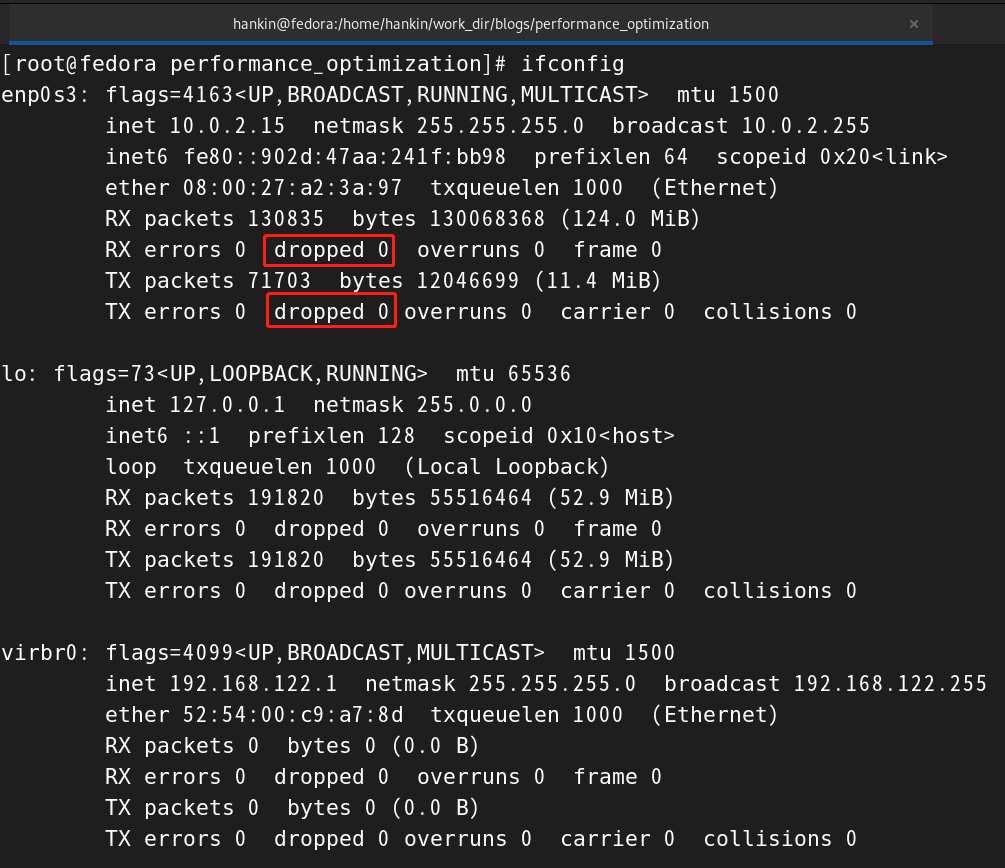 hankin@fedora:/home/hankin/work_dir/blogs/performance_optimization ×
[root@fedora performance_optimization]# ifconfig
enp0s3: flags=4163<UP,BROADCAST,RUNNING,MULTICAST>  mtu 1500
        inet 10.0.2.15  netmask 255.255.255.0  broadcast 10.0.2.255
        inet6 fe80::902d:47aa:241f:bb98  prefixlen 64  scopeid 0x20<link>
        ether 08:00:27:a2:3a:97  txqueuelen 1000  (Ethernet)
        RX packets 130835  bytes 130068368 (124.0 MiB)
        RX errors 0  dropped 0  overruns 0  frame 0
        TX packets 71703  bytes 12046699 (11.4 MiB)
        TX errors 0  dropped 0 overruns 0  carrier 0  collisions 0

lo: flags=73<UP,LOOPBACK,RUNNING>  mtu 65536
        inet 127.0.0.1  netmask 255.0.0.0
        inet6 ::1  prefixlen 128  scopeid 0x10<host>
        loop  txqueuelen 1000  (Local Loopback)
        RX packets 191820  bytes 55516464 (52.9 MiB)
        RX errors 0  dropped 0  overruns 0  frame 0
        TX packets 191820  bytes 55516464 (52.9 MiB)
        TX errors 0  dropped 0 overruns 0  carrier 0  collisions 0

virbr0: flags=4099<UP,BROADCAST,MULTICAST>  mtu 1500
        inet 192.168.122.1  netmask 255.255.255.0  broadcast 192.168.122.255
        ether 52:54:00:c9:a7:8d  txqueuelen 1000  (Ethernet)
        RX packets 0  bytes 0 (0.0 B)
        RX errors 0  dropped 0  overruns 0  frame 0
        TX packets 0  bytes 0 (0.0 B)
        TX errors 0  dropped 0 overruns 0  carrier 0  collisions 0